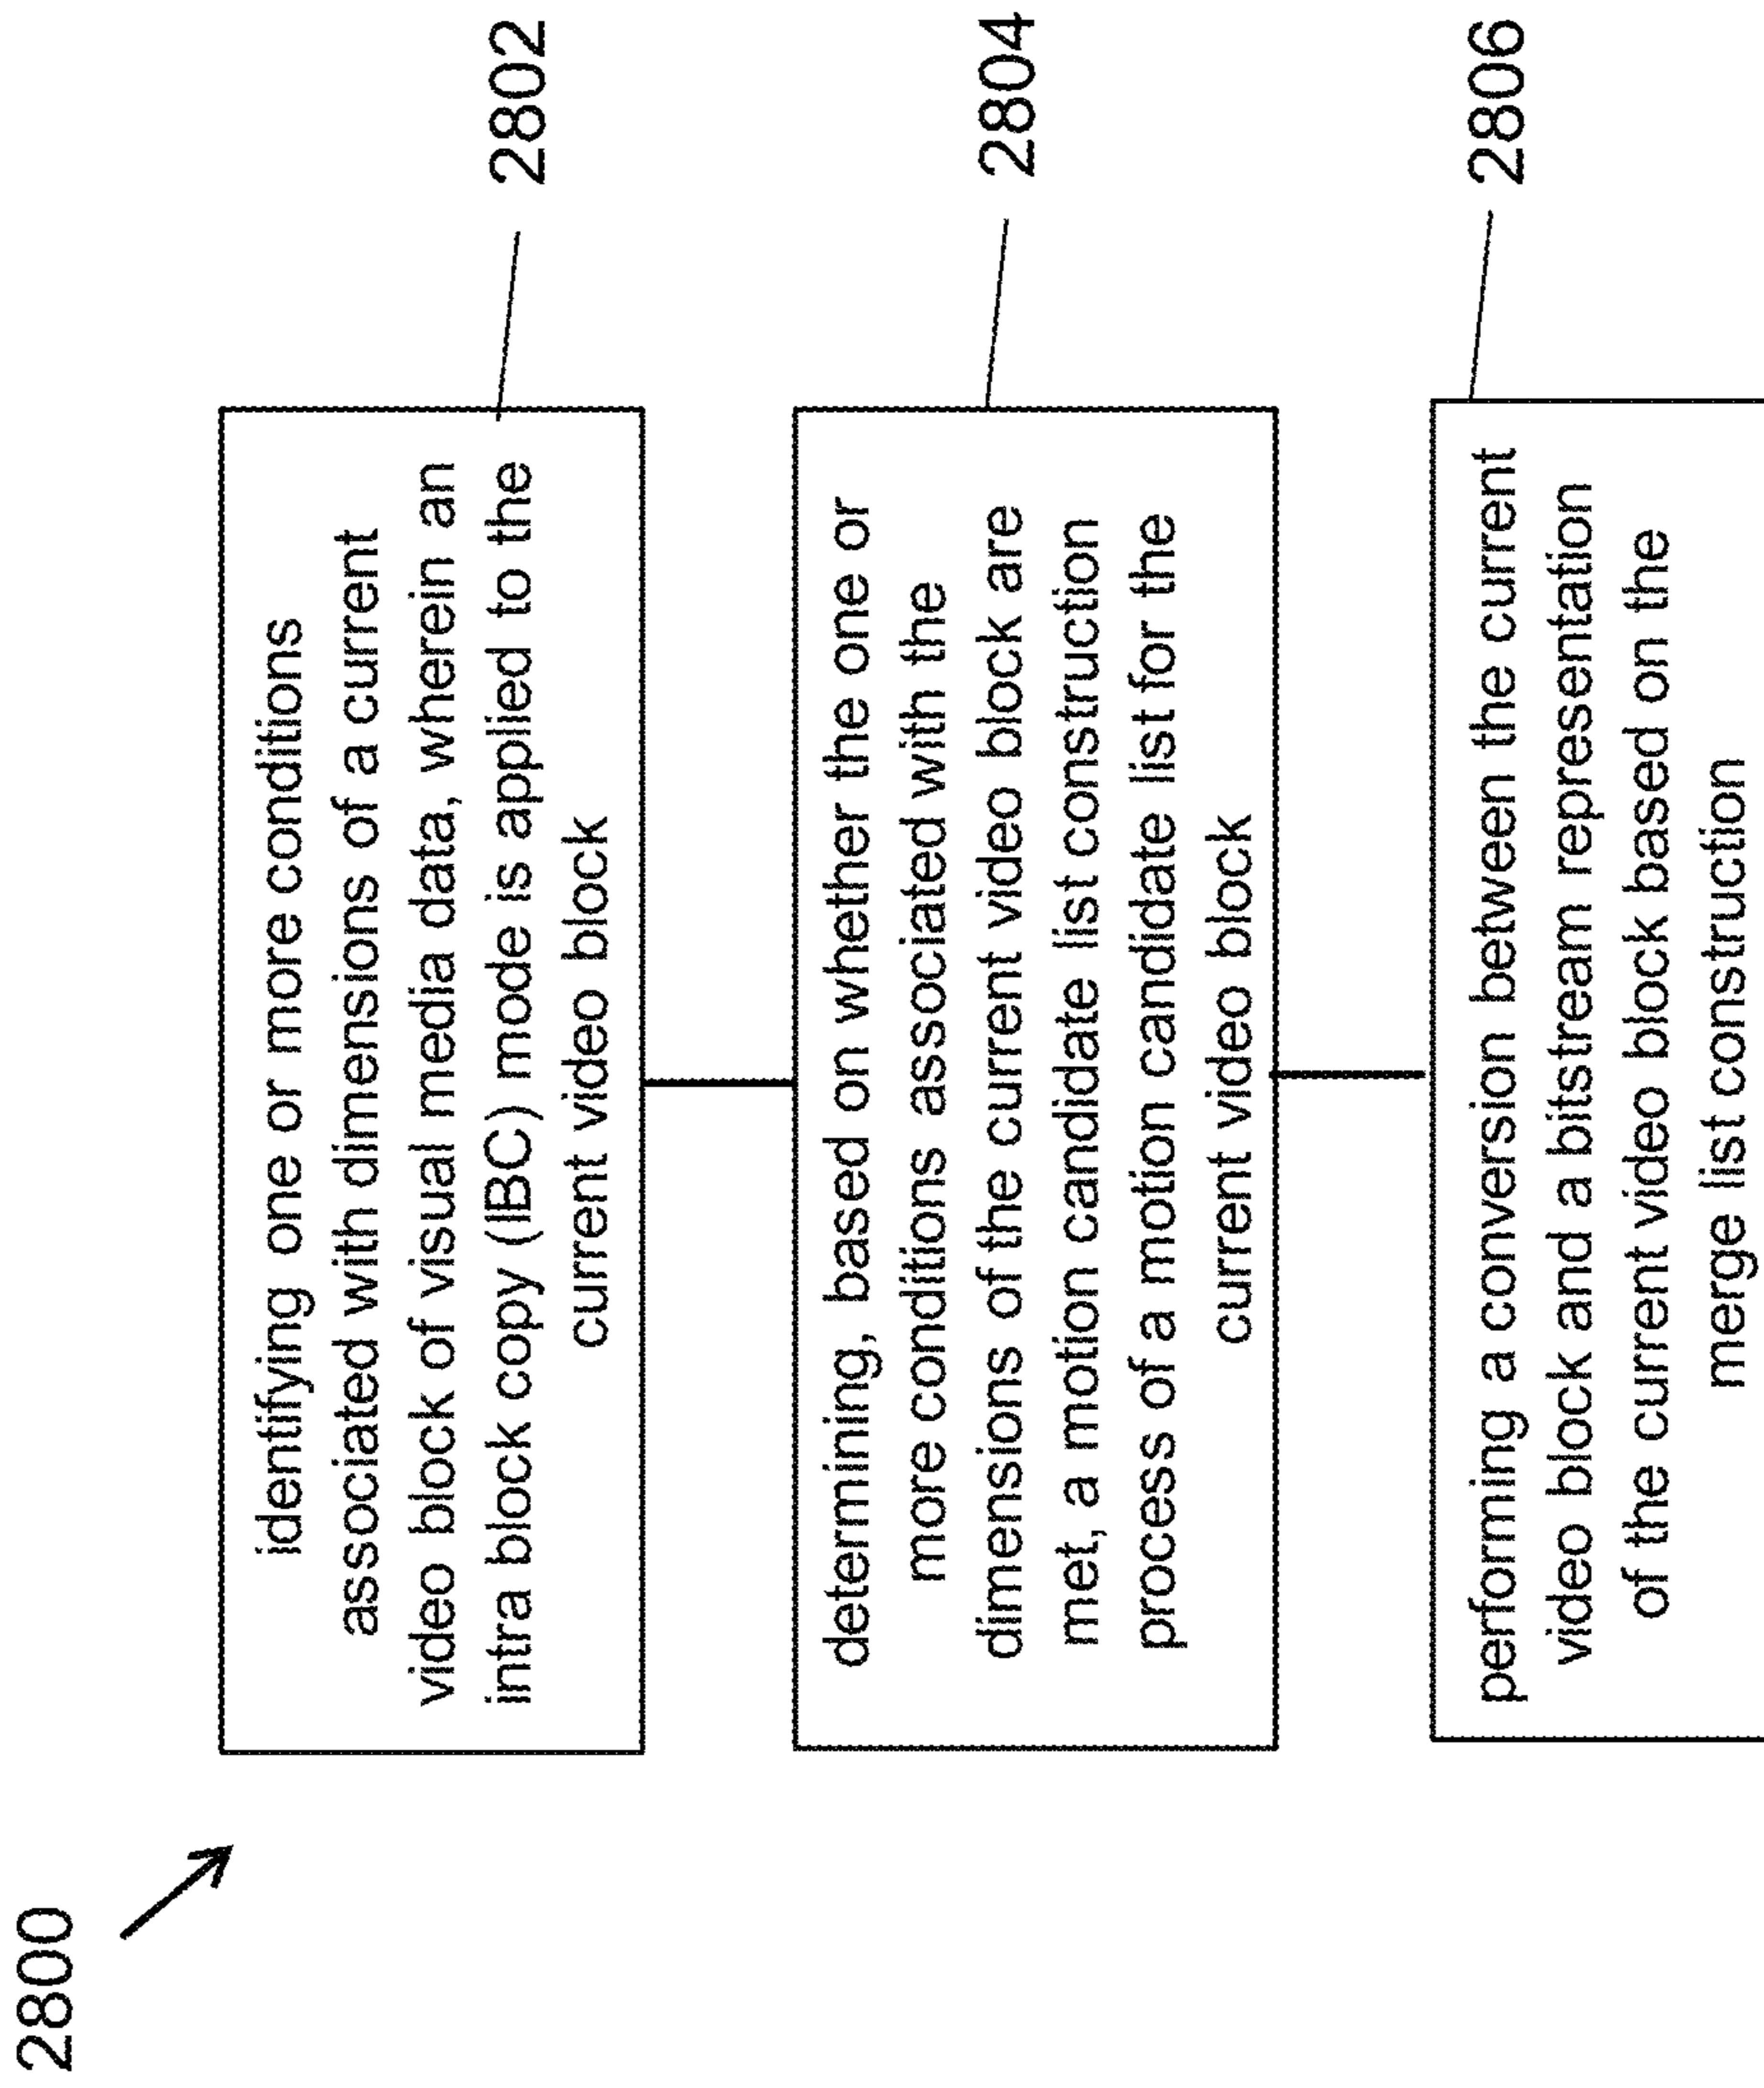 2800
identifying one or more conditions
associated with dimensions of a current
video block of visual media data, wherein an
intra block copy (IBC) mode is applied to the
current video block
2802
determining, based on whether the one or
more conditions associated with the
dimensions of the current video block are
met, a motion candidate list construction
process of a motion candidate list for the
current video block
2804
performing a conversion between the current
video block and a bitstream representation
of the current video block based on the
merge list construction
2806